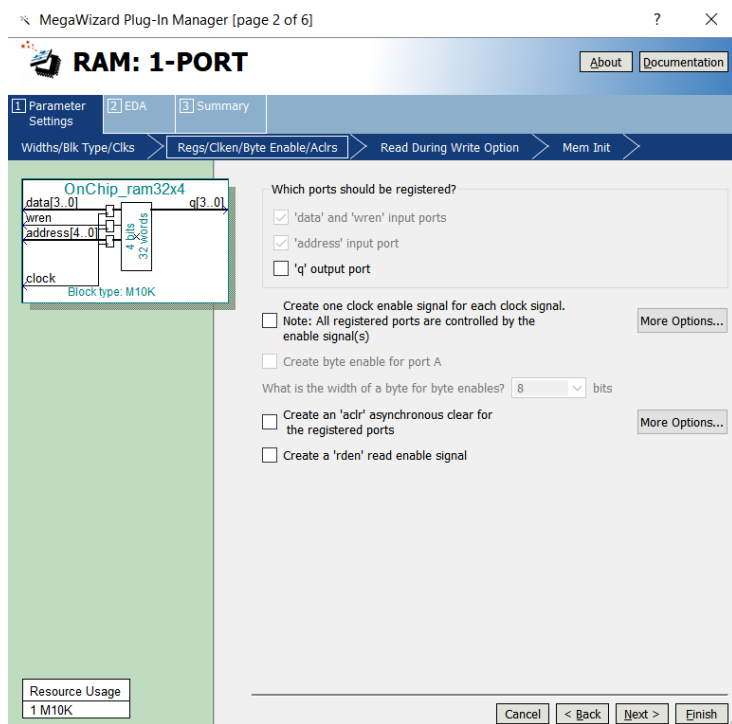 MegaWizard Plug-In Manager [page 2 of 6]
? X
RAM: 1-PORT
About Documentation
1 Parameter Settings 2 EDA 3 Summary
Widths/Blk Type/Clks Regs/Clken/Byte Enable/Aclrs Read During Write Option Mem Init
OnChip_ram32x4
data[3..0] q[3..0]
wren
address[4..0]
4 bits
32 words
clock
Block type: M10K
Which ports should be registered?
'data' and 'wren' input ports
'address' input port
'q' output port
Create one clock enable signal for each clock signal.
Note: All registered ports are controlled by the
enable signal(s)
More Options...
Create byte enable for port A
What is the width of a byte for byte enables? 8 bits
Create an 'aclr' asynchronous clear for
the registered ports
More Options...
Create a 'rden' read enable signal
Resource Usage
1 M10K
Cancel < Back Next > Finish